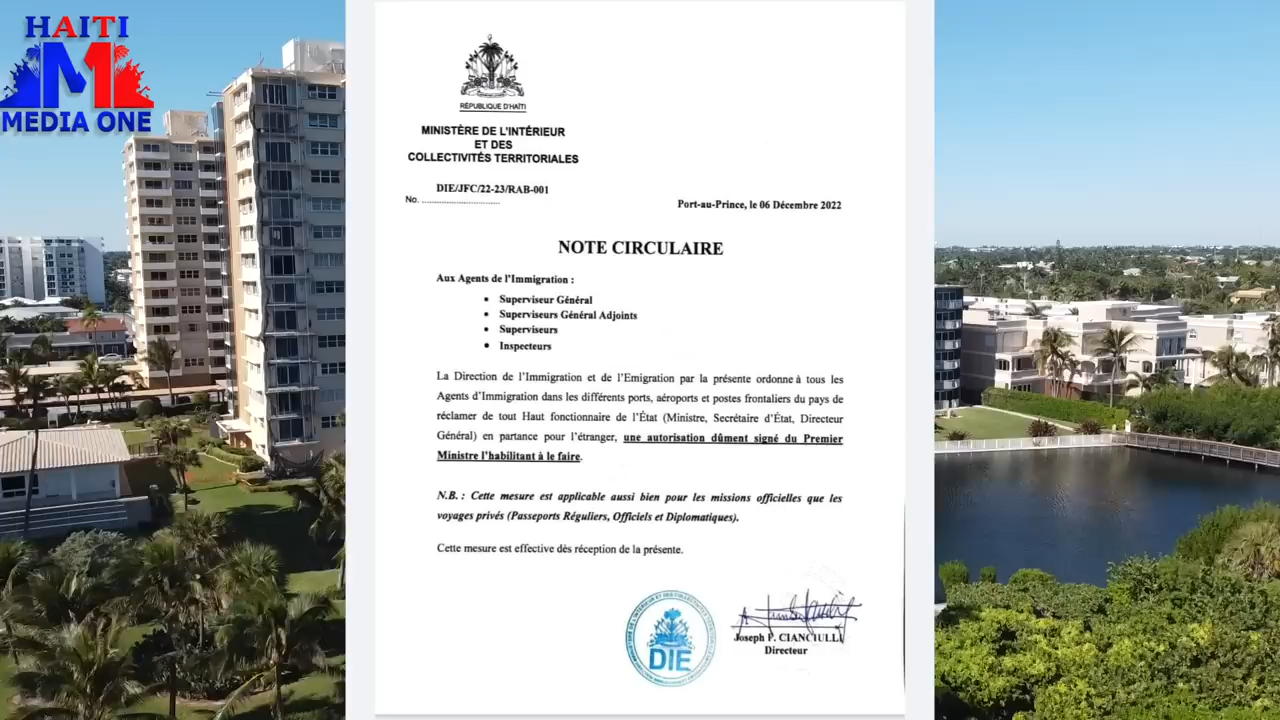 HAITI
M
MEDIA ONE
RÉPUBLIQUE D'HAÏTI
MINISTÈRE DE L'INTÉRIEUR
ET DES
COLLECTIVITÉS TERRITORIALES
DIE/JFC/22-23/RAB-001
No. ................................
Port-au-Prince, le 06 Décembre 2022
NOTE CIRCULAIRE
Aux Agents de l'Immigration :
• Superviseur Général
• Superviseurs Général Adjoints
• Superviseurs
• Inspecteurs
La Direction de l'Immigration et de l'Emigration par la présente ordonne à tous les
Agents d'Immigration dans les différents ports, aéroports et postes frontaliers du pays de
réclamer de tout Haut fonctionnaire de l'État (Ministre, Secrétaire d'État, Directeur
Général) en partance pour l'étranger, une autorisation dûment signé du Premier
Ministre l'habilitant à le faire.
N.B. : Cette mesure est applicable aussi bien pour les missions officielles que les
voyages privés (Passeports Réguliers, Officiels et Diplomatiques).
Cette mesure est effective dès réception de la présente.
DIE
Joseph F. CIANCIULLI
Directeur